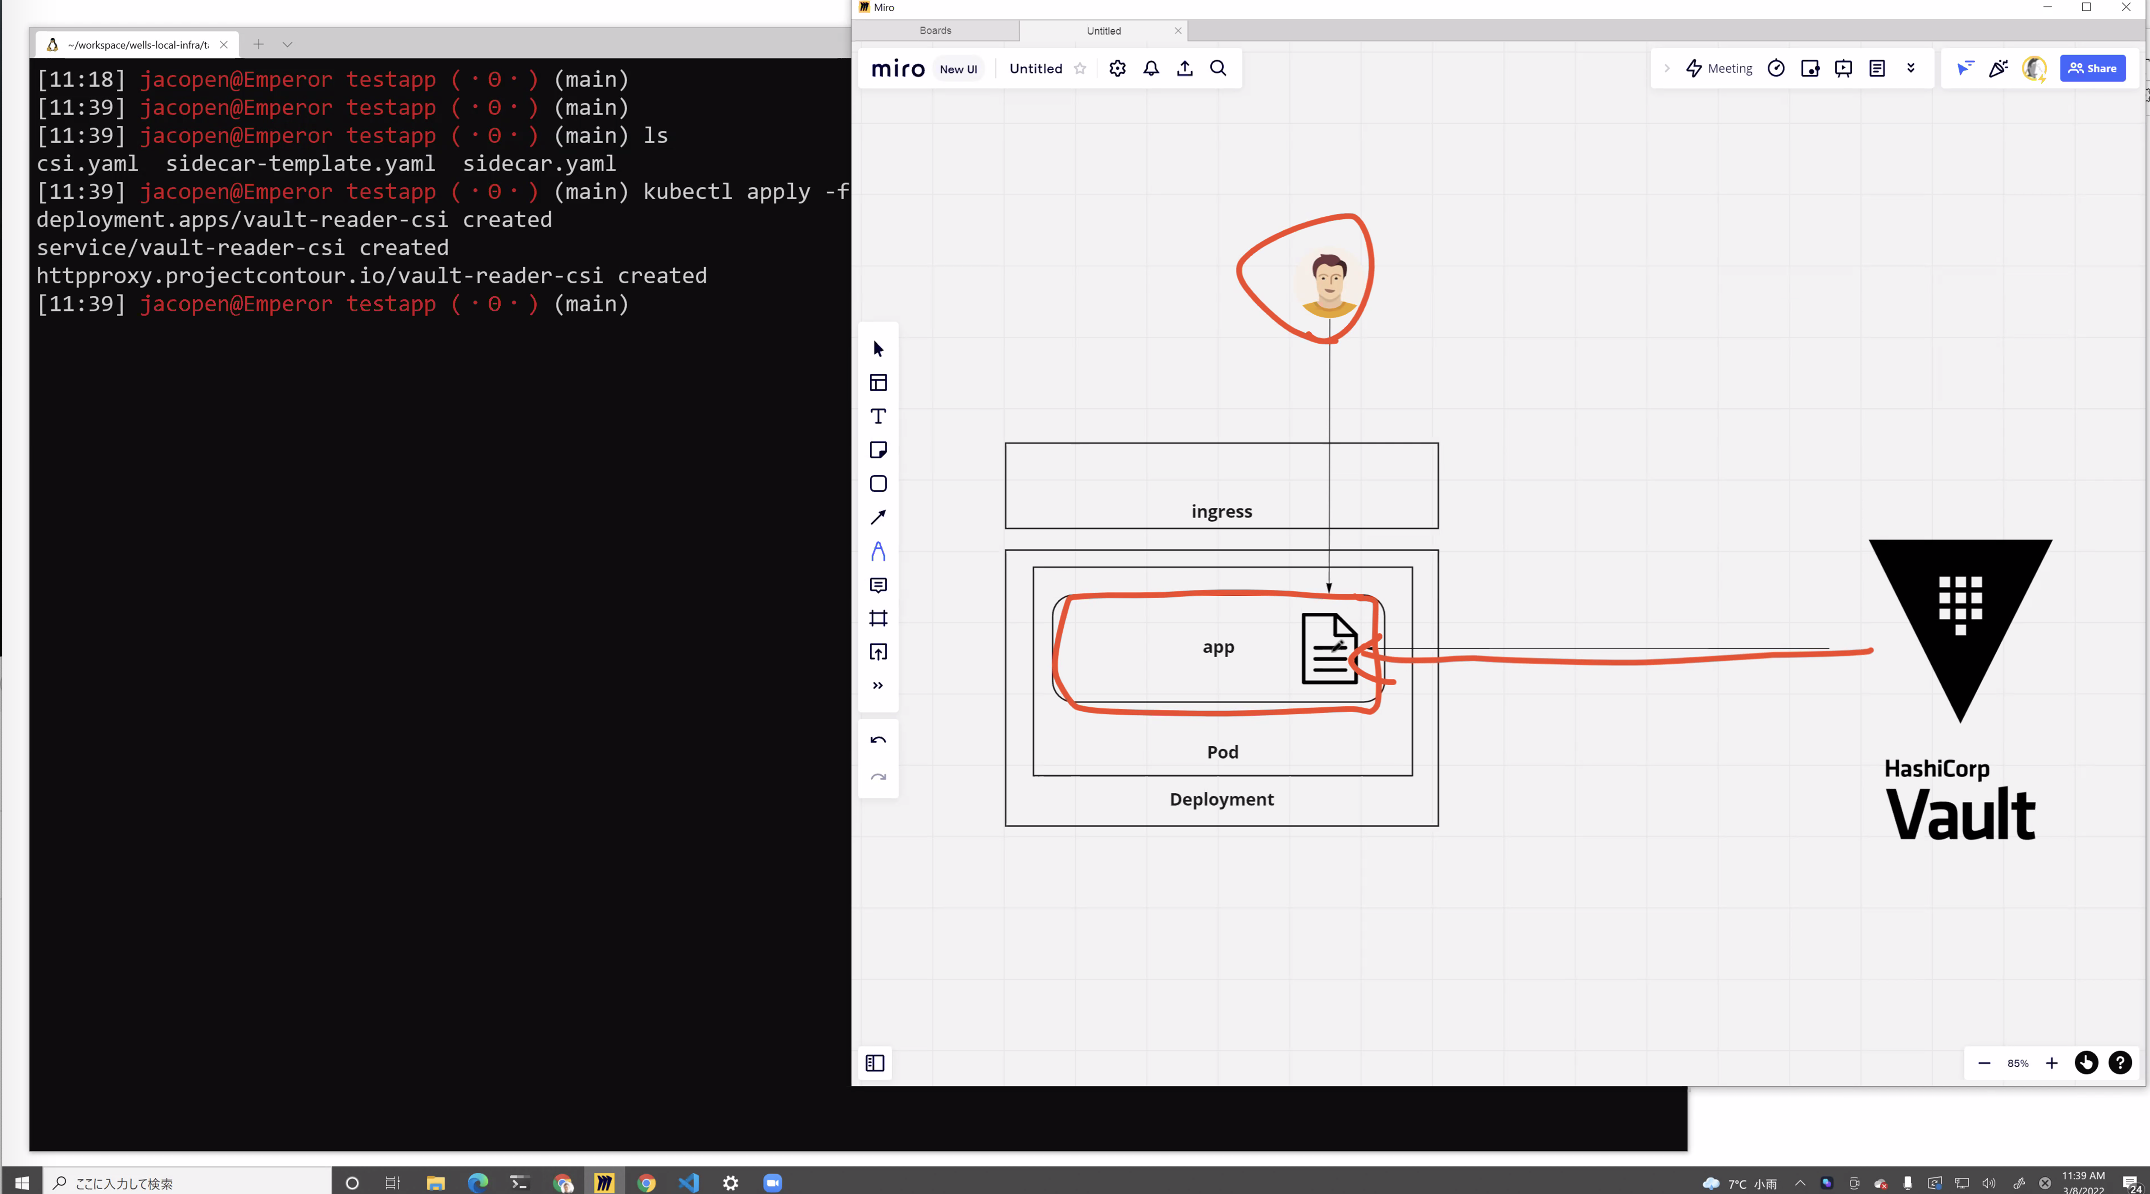 ~/workspace/wells-local-infra/t
[11:18] jacopen@Emperor testapp (・Θ・) (main)
[11:39] jacopen@Emperor testapp (・Θ・) (main)
[11:39] jacopen@Emperor testapp (・Θ・) (main) ls
csi.yaml  sidecar-template.yaml  sidecar.yaml
[11:39] jacopen@Emperor testapp (・Θ・) (main) kubectl apply -f
deployment.apps/vault-reader-csi created
service/vault-reader-csi created
httpproxy.projectcontour.io/vault-reader-csi created
[11:39] jacopen@Emperor testapp (・Θ・) (main)
Miro
Boards
Untitled
miro
New UI
Untitled
Meeting
Share
ingress
app
Pod
Deployment
HashiCorp
Vault
85%
ここに入力して検索
7°C 小雨
11:39 AM
3/8/2022
24